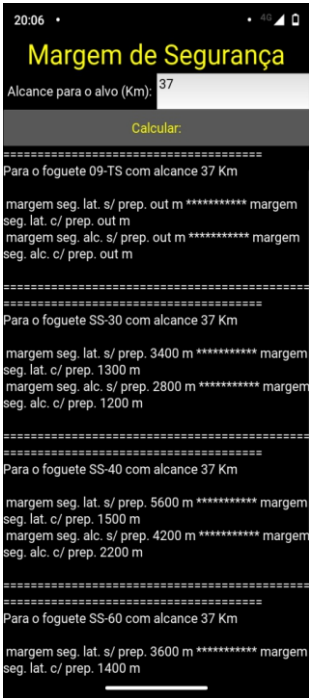 20:06
4G
Margem de Segurança
Alcance para o alvo (Km): 37
Calcular:
======================================
Para o foguete 09-TS com alcance 37 Km
margem seg. lat. s/ prep. out m *********** margem
seg. lat. c/ prep. out m
margem seg. alc. s/ prep. out m *********** margem
seg. alc. c/ prep. out m
=============================================
======================================
Para o foguete SS-30 com alcance 37 Km
margem seg. lat. s/ prep. 3400 m *********** margem
seg. lat. c/ prep. 1300 m
margem seg. alc. s/ prep. 2800 m *********** margem
seg. alc. c/ prep. 1200 m
=============================================
======================================
Para o foguete SS-40 com alcance 37 Km
margem seg. lat. s/ prep. 5600 m *********** margem
seg. lat. c/ prep. 1500 m
margem seg. alc. s/ prep. 4200 m *********** margem
seg. alc. c/ prep. 2200 m
=============================================
======================================
Para o foguete SS-60 com alcance 37 Km
margem seg. lat. s/ prep. 3600 m *********** margem
seg. lat. c/ prep. 1400 m